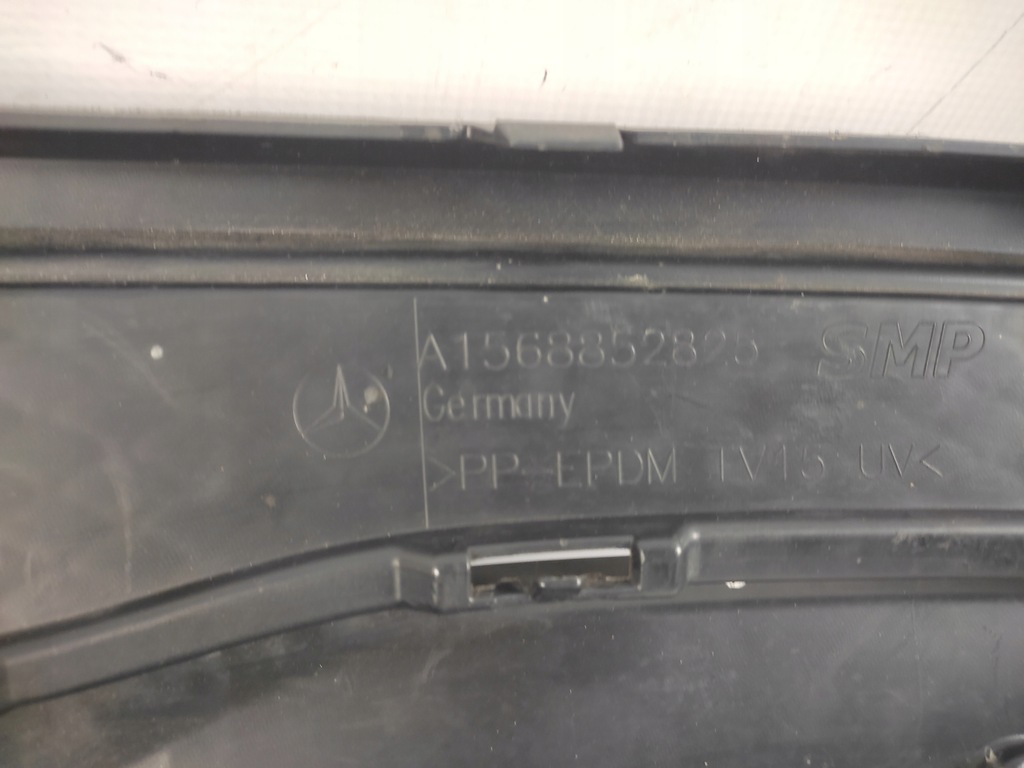 A1568852825 SMP
Germany
>PP-EPDM TV15 UV<